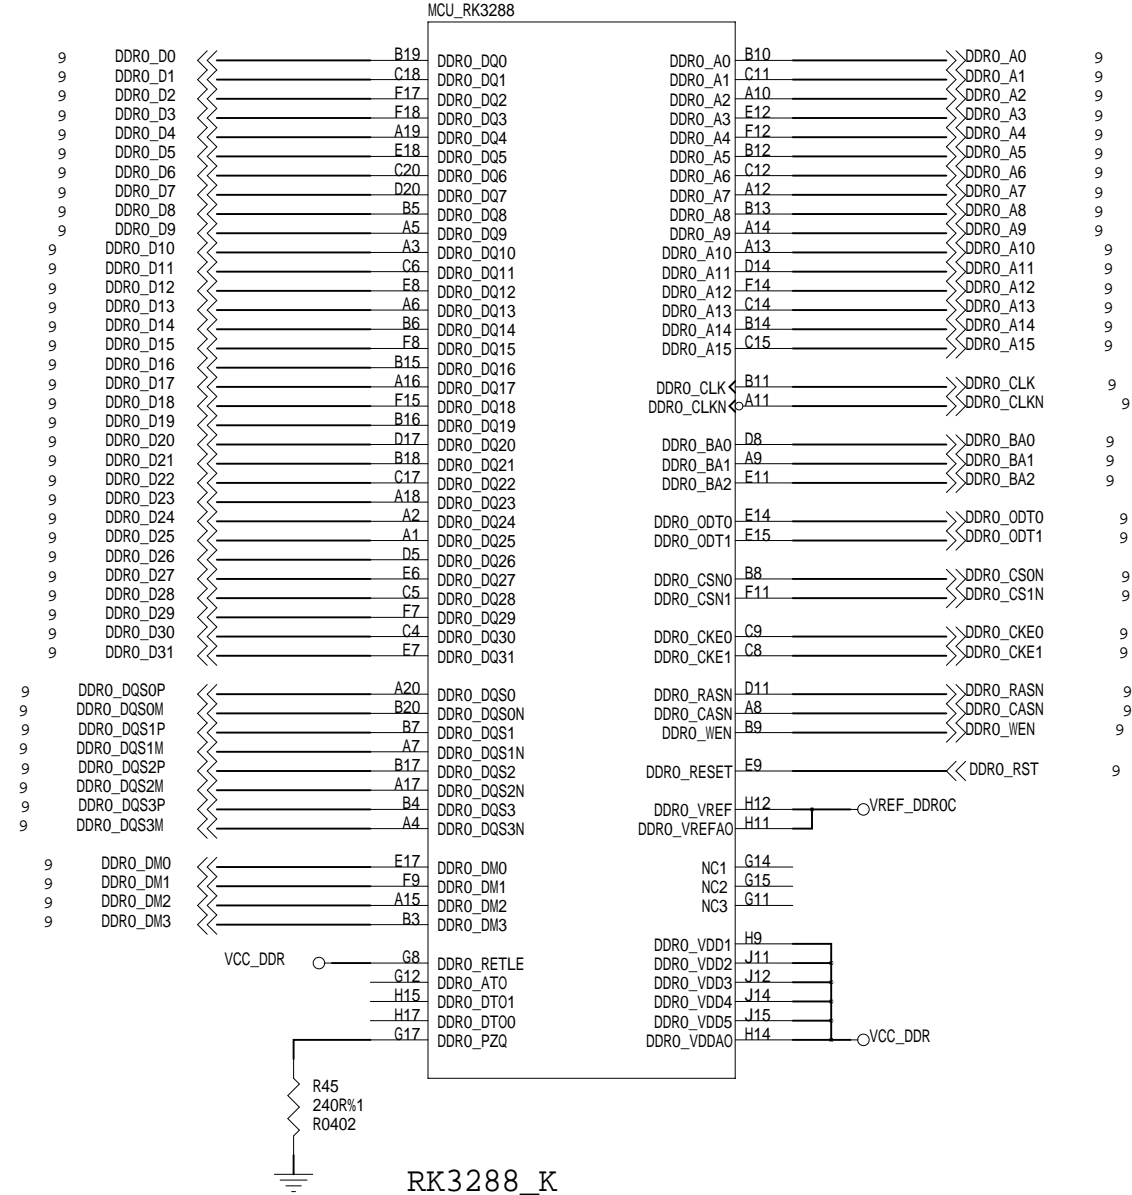 MCU_RK3288
9 DDR0_D0 B19 DDR0_DQ0 DDR0_A0 B10 DDR0_A0 9
9 DDR0_D1 C18 DDR0_DQ1 DDR0_A1 C11 DDR0_A1 9
9 DDR0_D2 F17 DDR0_DQ2 DDR0_A2 A10 DDR0_A2 9
9 DDR0_D3 F18 DDR0_DQ3 DDR0_A3 E12 DDR0_A3 9
9 DDR0_D4 A19 DDR0_DQ4 DDR0_A4 F12 DDR0_A4 9
9 DDR0_D5 E18 DDR0_DQ5 DDR0_A5 B12 DDR0_A5 9
9 DDR0_D6 C20 DDR0_DQ6 DDR0_A6 C12 DDR0_A6 9
9 DDR0_D7 D20 DDR0_DQ7 DDR0_A7 A12 DDR0_A7 9
9 DDR0_D8 B5 DDR0_DQ8 DDR0_A8 B13 DDR0_A8 9
9 DDR0_D9 A5 DDR0_DQ9 DDR0_A9 A14 DDR0_A9 9
9 DDR0_D10 A3 DDR0_DQ10 DDR0_A10 A13 DDR0_A10 9
9 DDR0_D11 C6 DDR0_DQ11 DDR0_A11 D14 DDR0_A11 9
9 DDR0_D12 E8 DDR0_DQ12 DDR0_A12 F14 DDR0_A12 9
9 DDR0_D13 A6 DDR0_DQ13 DDR0_A13 C14 DDR0_A13 9
9 DDR0_D14 B6 DDR0_DQ14 DDR0_A14 B14 DDR0_A14 9
9 DDR0_D15 F8 DDR0_DQ15 DDR0_A15 C15 DDR0_A15 9
9 DDR0_D16 B15 DDR0_DQ16
9 DDR0_D17 A16 DDR0_DQ17 DDR0_CLK B11 DDR0_CLK 9
9 DDR0_D18 F15 DDR0_DQ18 DDR0_CLKN A11 DDR0_CLKN 9
9 DDR0_D19 B16 DDR0_DQ19
9 DDR0_D20 D17 DDR0_DQ20 DDR0_BA0 D8 DDR0_BA0 9
9 DDR0_D21 B18 DDR0_DQ21 DDR0_BA1 A9 DDR0_BA1 9
9 DDR0_D22 C17 DDR0_DQ22 DDR0_BA2 E11 DDR0_BA2 9
9 DDR0_D23 A18 DDR0_DQ23
9 DDR0_D24 A2 DDR0_DQ24 DDR0_ODT0 E14 DDR0_ODT0 9
9 DDR0_D25 A1 DDR0_DQ25 DDR0_ODT1 E15 DDR0_ODT1 9
9 DDR0_D26 D5 DDR0_DQ26
9 DDR0_D27 E6 DDR0_DQ27 DDR0_CSN0 B8 DDR0_CS0N 9
9 DDR0_D28 C5 DDR0_DQ28 DDR0_CSN1 F11 DDR0_CS1N 9
9 DDR0_D29 F7 DDR0_DQ29
9 DDR0_D30 C4 DDR0_DQ30 DDR0_CKE0 C9 DDR0_CKE0 9
9 DDR0_D31 E7 DDR0_DQ31 DDR0_CKE1 C8 DDR0_CKE1 9
9 DDR0_DQS0P A20 DDR0_DQS0 DDR0_RASN D11 DDR0_RASN 9
9 DDR0_DQS0M B20 DDR0_DQS0N DDR0_CASN A8 DDR0_CASN 9
9 DDR0_DQS1P B7 DDR0_DQS1 DDR0_WEN B9 DDR0_WEN 9
9 DDR0_DQS1M A7 DDR0_DQS1N
9 DDR0_DQS2P B17 DDR0_DQS2 DDR0_RESET E9 DDR0_RST 9
9 DDR0_DQS2M A17 DDR0_DQS2N
9 DDR0_DQS3P B4 DDR0_DQS3 DDR0_VREF H12 VREF_DDR0C
9 DDR0_DQS3M A4 DDR0_DQS3N DDR0_VREFAO H11
9 DDR0_DM0 E17 DDR0_DM0 NC1 G14
9 DDR0_DM1 F9 DDR0_DM1 NC2 G15
9 DDR0_DM2 A15 DDR0_DM2 NC3 G11
9 DDR0_DM3 B3 DDR0_DM3
DDR0_VDD1 H9
VCC_DDR G8 DDR0_RETLE DDR0_VDD2 J11
G12 DDR0_ATO DDR0_VDD3 J12
H15 DDR0_DTO1 DDR0_VDD4 J14
H17 DDR0_DTO0 DDR0_VDD5 J15
G17 DDR0_PZQ DDR0_VDDAO H14 VCC_DDR
R45
240R%1
R0402
RK3288_K